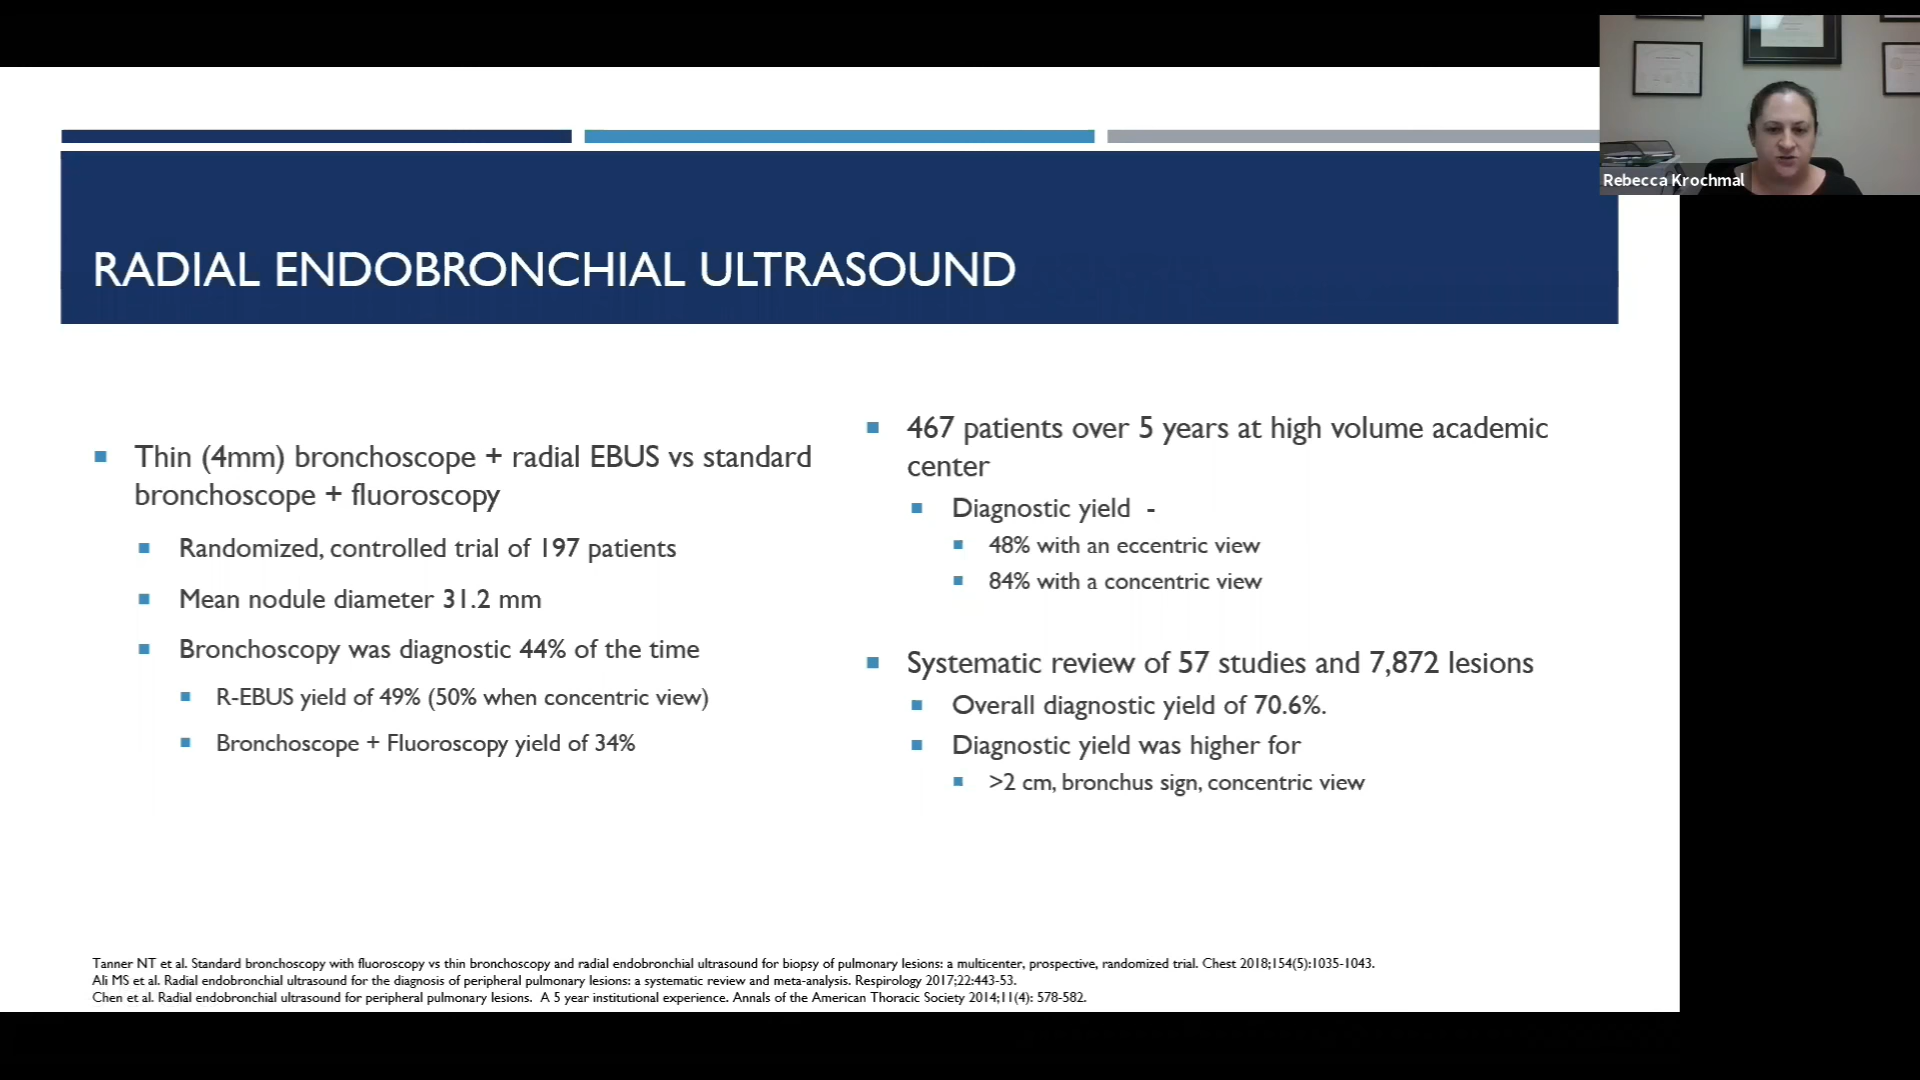 Rebecca Krochmal
RADIAL ENDOBRONCHIAL ULTRASOUND
Thin (4mm) bronchoscope + radial EBUS vs standard
bronchoscope + fluoroscopy
Randomized, controlled trial of 197 patients
Mean nodule diameter 31.2 mm
Bronchoscopy was diagnostic 44% of the time
R-EBUS yield of 49% (50% when concentric view)
Bronchoscope + Fluoroscopy yield of 34%
467 patients over 5 years at high volume academic
center
Diagnostic yield -
48% with an eccentric view
84% with a concentric view
Systematic review of 57 studies and 7,872 lesions
Overall diagnostic yield of 70.6%.
Diagnostic yield was higher for
>2 cm, bronchus sign, concentric view
Tanner NT et al. Standard bronchoscopy with fluoroscopy vs thin bronchoscopy and radial endobronchial ultrasound for biopsy of pulmonary lesions: a multicenter, prospective, randomized trial. Chest 2018;154(5):1035-1043.
Ali MS et al. Radial endobronchial ultrasound for the diagnosis of peripheral pulmonary lesions: a systematic review and meta-analysis. Respirology 2017;22:443-53.
Chen et al. Radial endobronchial ultrasound for peripheral pulmonary lesions. A 5 year institutional experience. Annals of the American Thoracic Society 2014;11(4): 578-582.